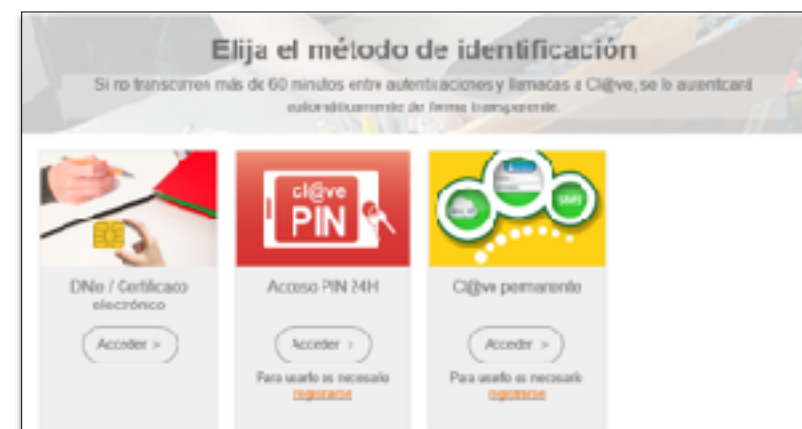 Elija el método de identificación
Si no transcurren más de 60 minutos entre autenticaciones y llamadas a Cl@ve, se le autenticará
automáticamente de forma transparente.
cl@ve
PIN
DNIe / Certificado
electrónico
Acceder >
Acceso PIN 24H
Acceder >
Para usarlo es necesario
registrarse
Cl@ve permanente
Acceder >
Para usarlo es necesario
registrarse